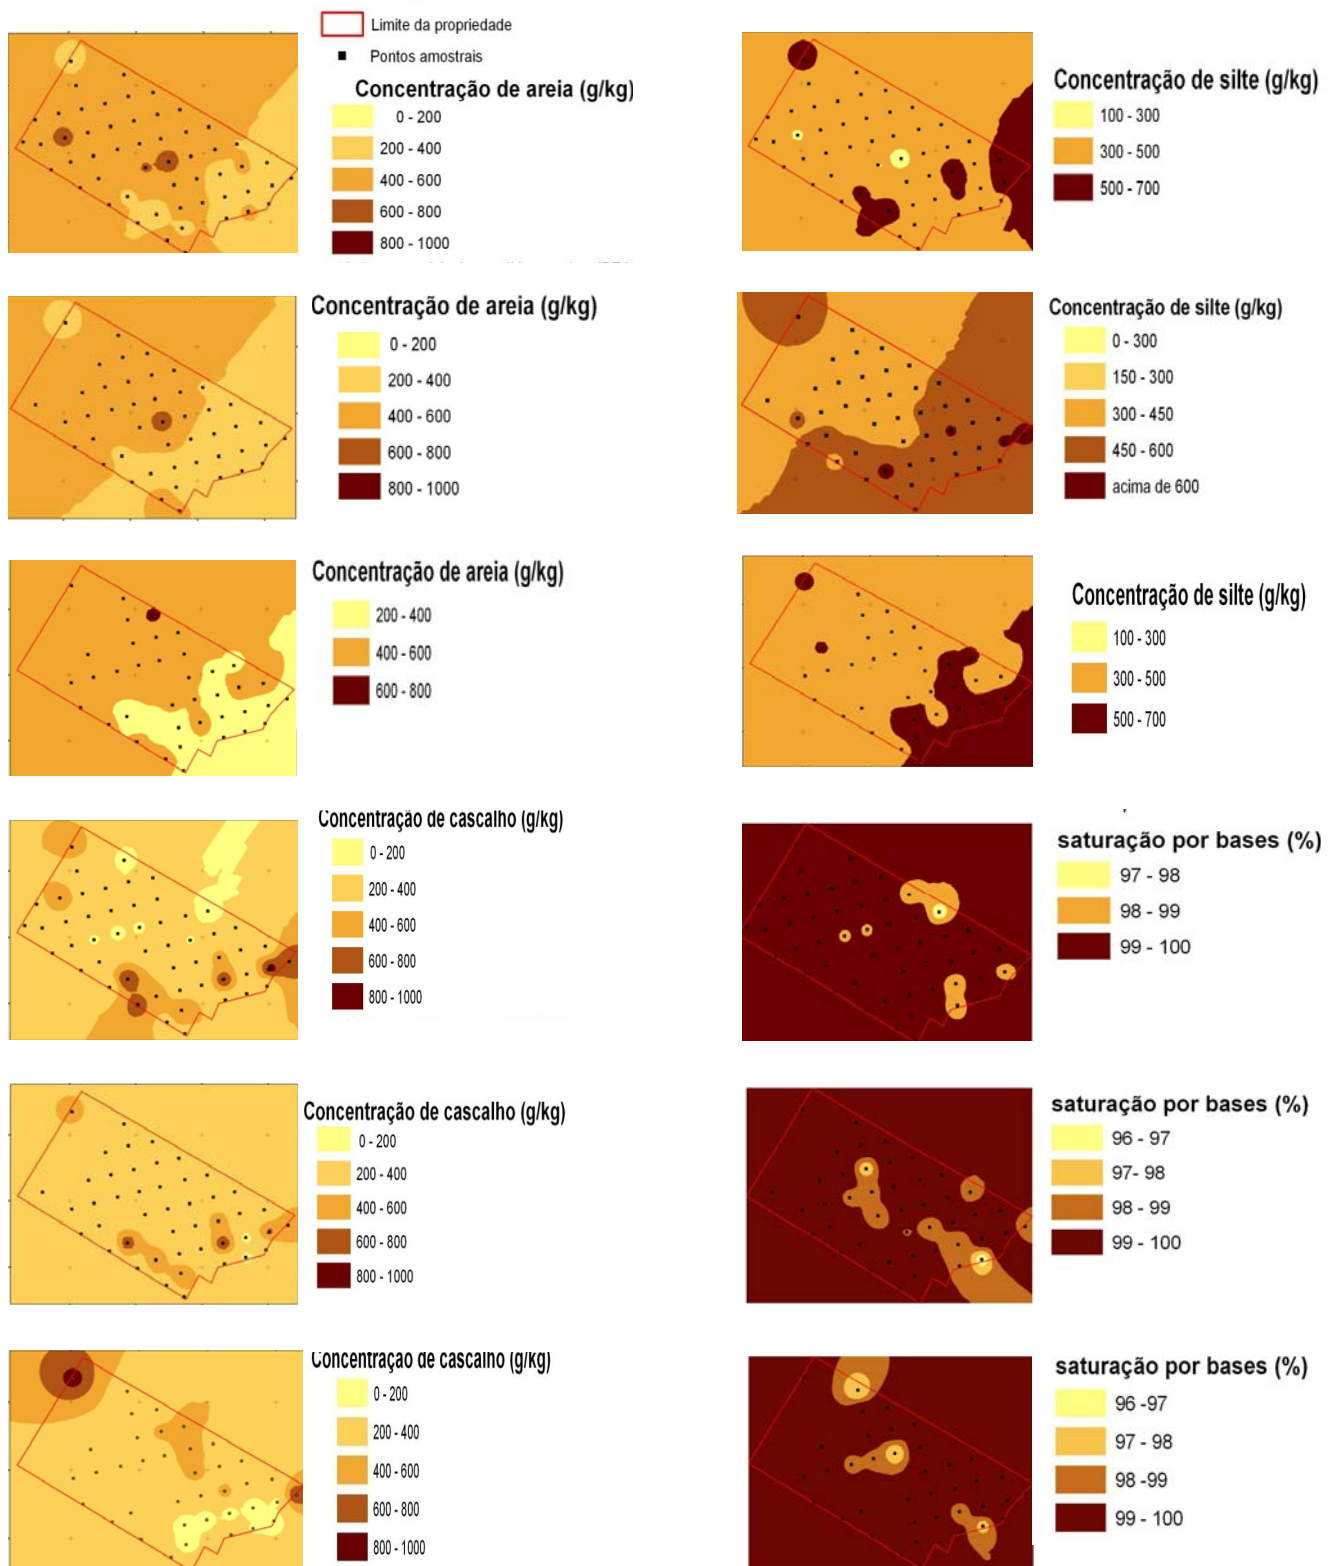 Limite da propriedade
Pontos amostrais
Concentração de areia (g/kg)
0 - 200
200 - 400
400 - 600
600 - 800
800 - 1000
Concentração de silte (g/kg)
100 - 300
300 - 500
500 - 700
Concentração de areia (g/kg)
0 - 200
200 - 400
400 - 600
600 - 800
800 - 1000
Concentração de silte (g/kg)
0 - 300
150 - 300
300 - 450
450 - 600
acima de 600
Concentração de areia (g/kg)
200 - 400
400 - 600
600 - 800
Concentração de silte (g/kg)
100 - 300
300 - 500
500 - 700
Concentração de cascalho (g/kg)
0 - 200
200 - 400
400 - 600
600 - 800
800 - 1000
saturação por bases (%)
97 - 98
98 - 99
99 - 100
Concentração de cascalho (g/kg)
0 - 200
200 - 400
400 - 600
600 - 800
800 - 1000
saturação por bases (%)
96 - 97
97- 98
98 - 99
99 - 100
Concentração de cascalho (g/kg)
0 - 200
200 - 400
400 - 600
600 - 800
800 - 1000
saturação por bases (%)
96 -97
97 - 98
98 -99
99 - 100